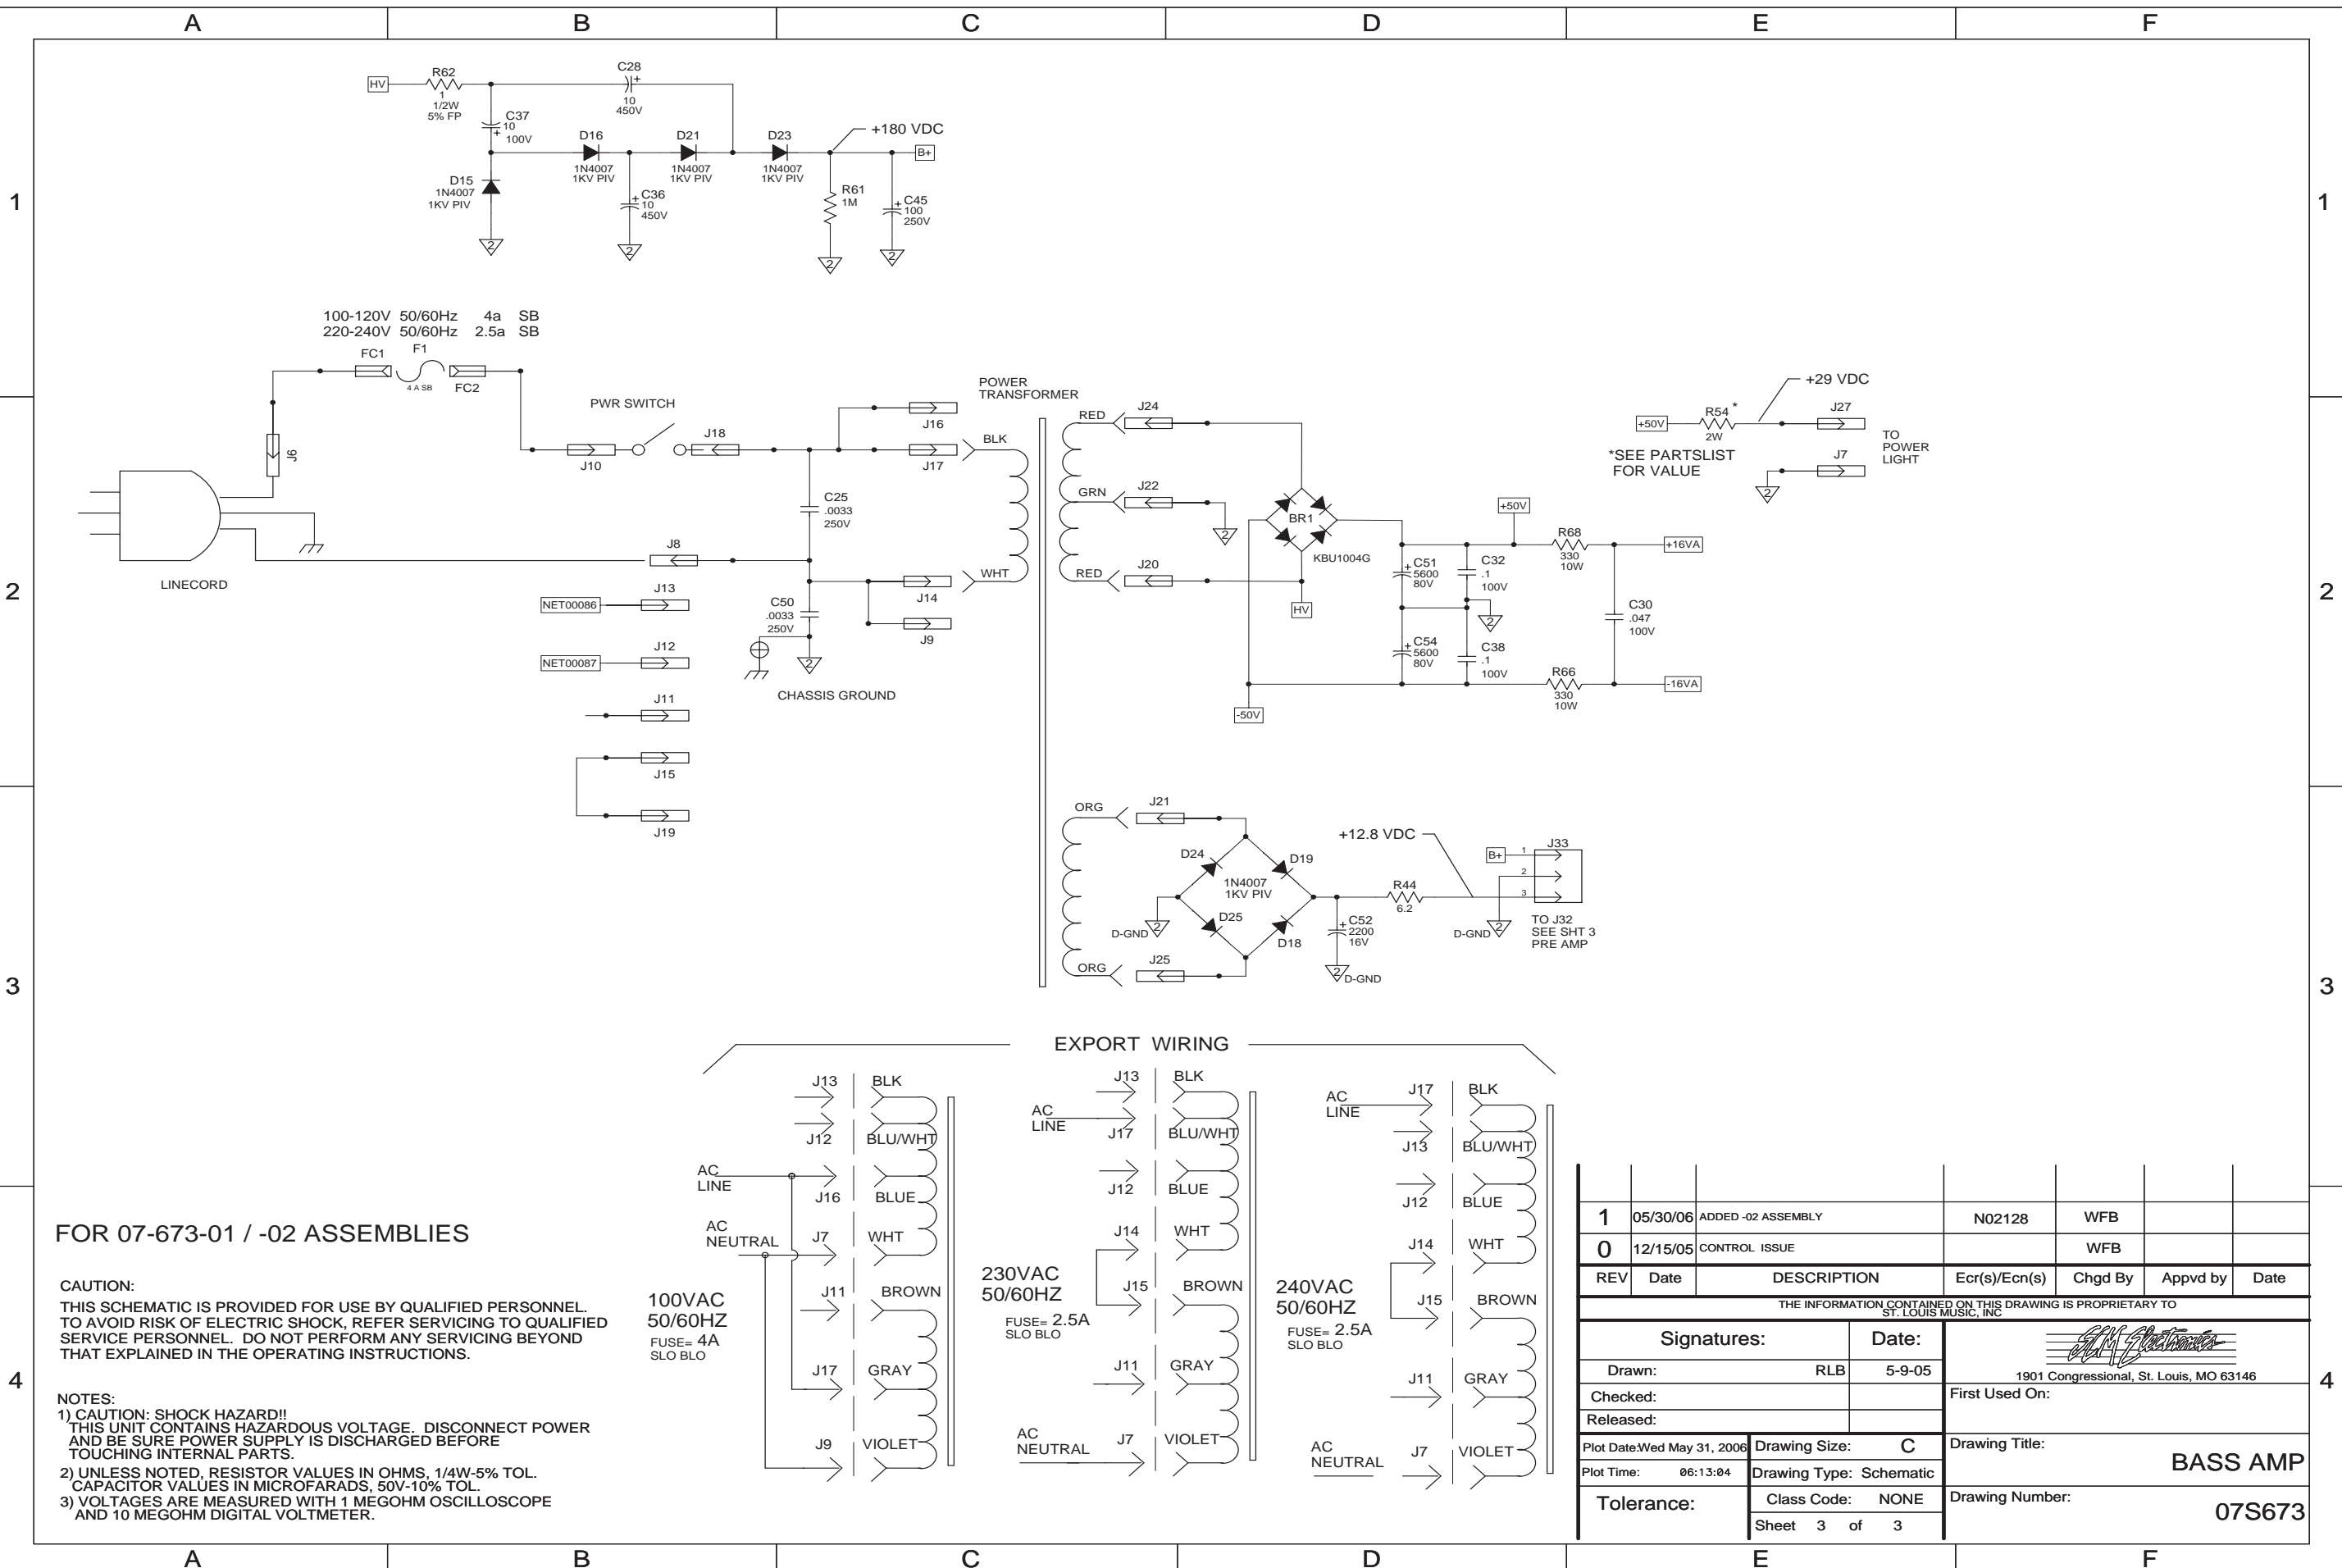 A B C D E F
HV
R62
1
1/2W
5% FP
C28
+
10
450V
C37
10
+ 100V
D16
1N4007
1KV PIV
D21
1N4007
1KV PIV
D23
1N4007
1KV PIV
+180 VDC
B+
D15
1N4007
1KV PIV
2
+ C36
10
450V
2
R61
1M
2
+ C45
100
250V
2
1
1
100-120V 50/60Hz 4a SB
220-240V 50/60Hz 2.5a SB
FC1
F1
4 A SB
FC2
J6
LINECORD
PWR SWITCH
J10
J18
J8
C25
.0033
250V
C50
.0033
250V
2
CHASSIS GROUND
J16
J17
BLK
J14
WHT
J9
NET00086
J13
NET00087
J12
J11
J15
J19
POWER
TRANSFORMER
RED
J24
GRN
J22
2
RED
J20
HV
BR1
KBU1004G
-50V
+ C51
5600
80V
C32
.1
100V
2
+ C54
5600
80V
C38
.1
100V
+50V
R68
330
10W
+16VA
C30
.047
100V
R66
330
10W
-16VA
+29 VDC
+50V
R54 *
2W
J27
*SEE PARTSLIST
FOR VALUE
J7
2
TO
POWER
LIGHT
2
2
ORG
J21
D24
D19
1N4007
1KV PIV
D25
D18
D-GND 2
ORG
J25
+12.8 VDC
R44
6.2
+ C52
2200
16V
2 D-GND
B+
1
2
3
J33
D-GND 2
TO J32
SEE SHT 3
PRE AMP
3
3
EXPORT WIRING
J13 BLK
J12 BLU/WHT
AC
LINE
J16 BLUE
AC
NEUTRAL
J7 WHT
J11 BROWN
100VAC
50/60HZ
FUSE= 4A
SLO BLO
J17 GRAY
J9 VIOLET
J13 BLK
AC
LINE
J17 BLU/WHT
J12 BLUE
J14 WHT
230VAC
50/60HZ
FUSE= 2.5A
SLO BLO
J15 BROWN
J11 GRAY
AC
NEUTRAL
J7 VIOLET
J17 BLK
AC
LINE
J13 BLU/WHT
J12 BLUE
J14 WHT
240VAC
50/60HZ
FUSE= 2.5A
SLO BLO
J15 BROWN
J11 GRAY
AC
NEUTRAL
J7 VIOLET
4
4
FOR 07-673-01 / -02 ASSEMBLIES
CAUTION:
THIS SCHEMATIC IS PROVIDED FOR USE BY QUALIFIED PERSONNEL.
TO AVOID RISK OF ELECTRIC SHOCK, REFER SERVICING TO QUALIFIED
SERVICE PERSONNEL. DO NOT PERFORM ANY SERVICING BEYOND
THAT EXPLAINED IN THE OPERATING INSTRUCTIONS.
NOTES:
1) CAUTION: SHOCK HAZARD!!
THIS UNIT CONTAINS HAZARDOUS VOLTAGE. DISCONNECT POWER
AND BE SURE POWER SUPPLY IS DISCHARGED BEFORE
TOUCHING INTERNAL PARTS.
2) UNLESS NOTED, RESISTOR VALUES IN OHMS, 1/4W-5% TOL.
CAPACITOR VALUES IN MICROFARADS, 50V-10% TOL.
3) VOLTAGES ARE MEASURED WITH 1 MEGOHM OSCILLOSCOPE
AND 10 MEGOHM DIGITAL VOLTMETER.
1 05/30/06 ADDED -02 ASSEMBLY N02128 WFB
0 12/15/05 CONTROL ISSUE WFB
REV Date DESCRIPTION Ecr(s)/Ecn(s) Chgd By Appvd by Date
THE INFORMATION CONTAINED ON THIS DRAWING IS PROPRIETARY TO
ST. LOUIS MUSIC, INC
Signatures: Date:
SLM Electronics
1901 Congressional, St. Louis, MO 63146
Drawn: RLB 5-9-05
Checked:
Released:
First Used On:
Plot Date:Wed May 31, 2006
Drawing Size: C
Plot Time: 06:13:04
Drawing Type: Schematic
Drawing Title:
BASS AMP
Tolerance:
Class Code: NONE
Sheet 3 of 3
Drawing Number:
07S673
A B C D E F